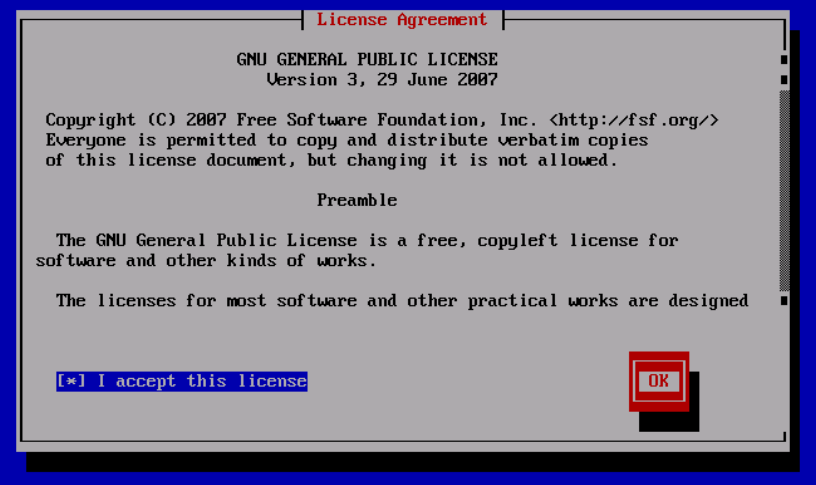 License Agreement
GNU GENERAL PUBLIC LICENSE
Version 3, 29 June 2007
Copyright (C) 2007 Free Software Foundation, Inc. <http://fsf.org/>
Everyone is permitted to copy and distribute verbatim copies
of this license document, but changing it is not allowed.
Preamble
The GNU General Public License is a free, copyleft license for
software and other kinds of works.
The licenses for most software and other practical works are designed
[*] I accept this license
OK